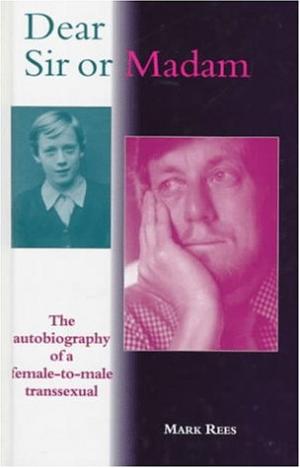 Dear
Sir or Madam
The
autobiography
of a
female-to-male
transsexual
MARK REES